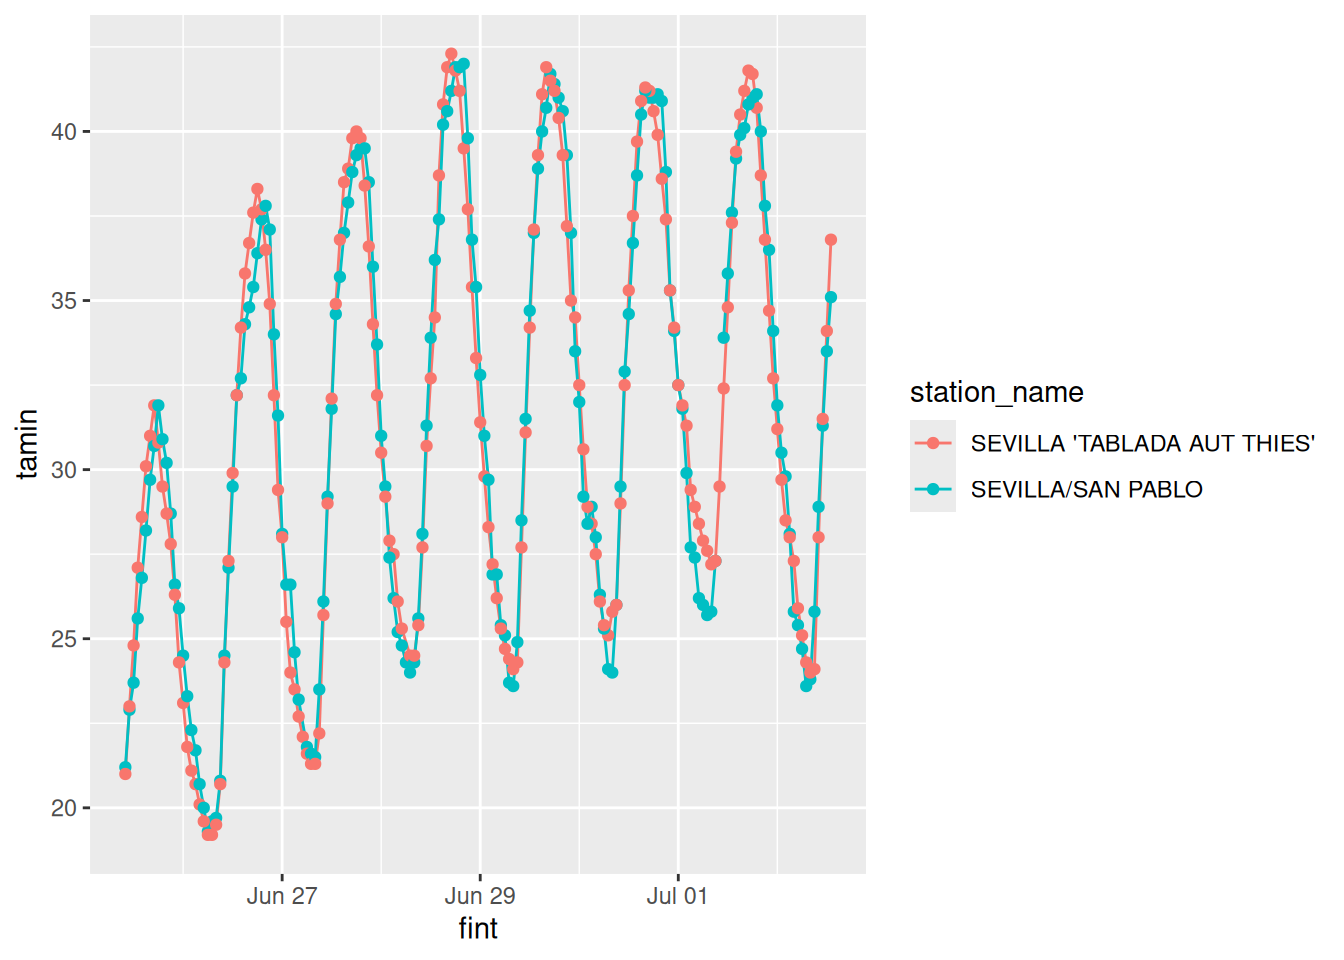 40
35
30
25
20
tamin
Jun 27
Jun 29
Jul 01
fint
station_name
SEVILLA 'TABLADA AUT THIES'
SEVILLA/SAN PABLO